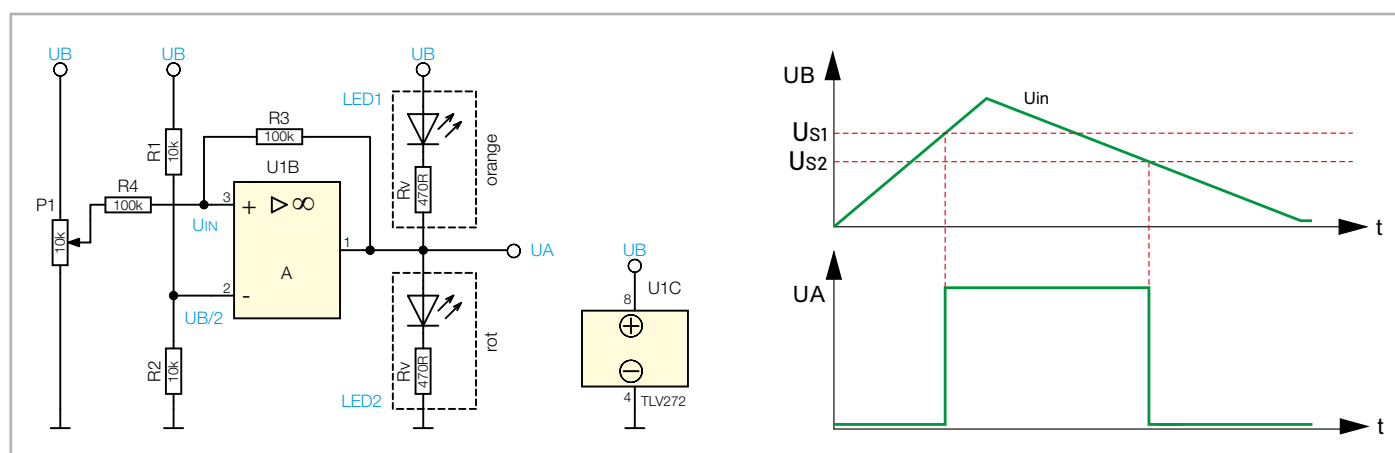 UB
UB
UB
LED1
R3
100k
R1
10k
orange
U1B
Rv
470R
R4
100k
P1
10k
3
+
∞
UIN
1
UA
A
2
-
UB/2
R2
10k
rot
Rv
470R
LED2
UB
8
U1C
+
−
4
TLV272
UB
Uin
US1
US2
t
UA
t